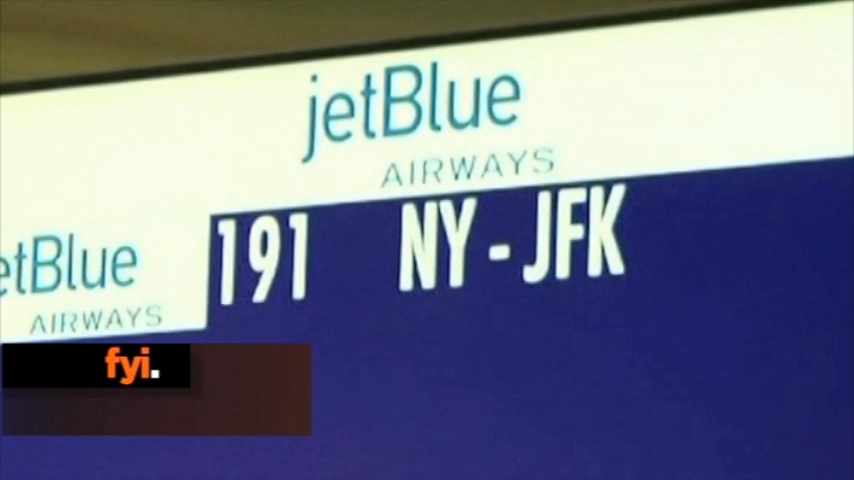 jetBlue
AIRWAYS
191 NY - JFK
etBlue
AIRWAYS
fyi.